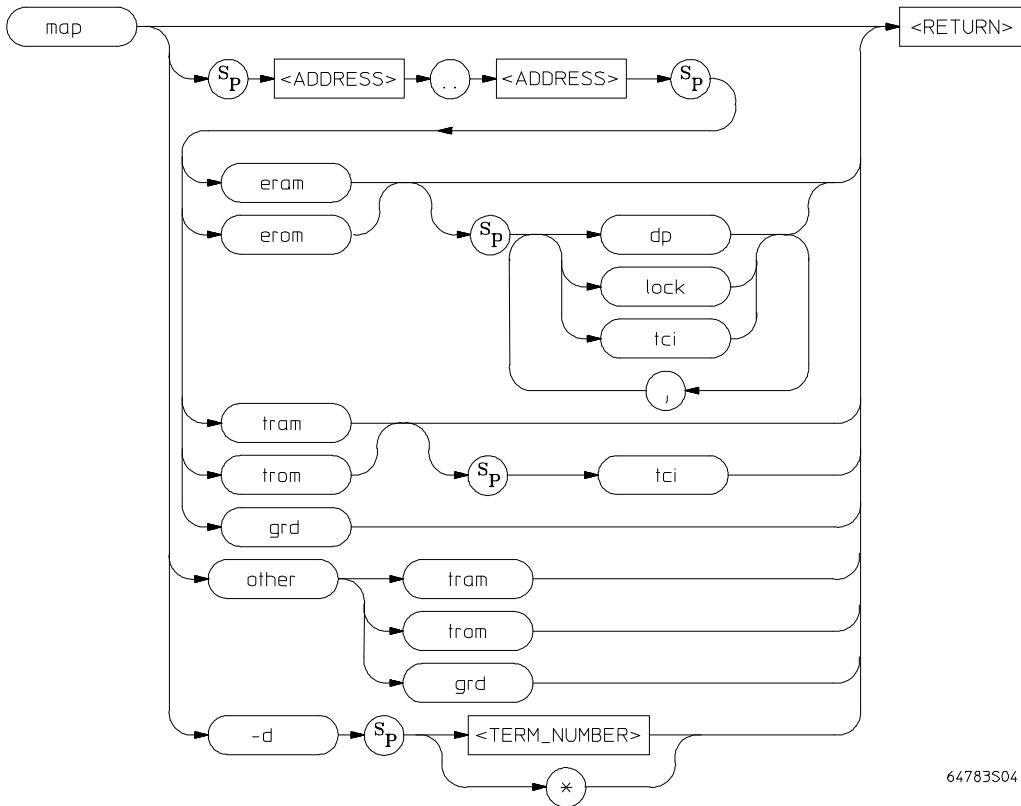 map
<RETURN>
SP
<ADDRESS>
..
<ADDRESS>
SP
eram
erom
SP
dp
lock
tci
,
tram
trom
SP
tci
grd
other
tram
trom
grd
-d
SP
<TERM_NUMBER>
*
64783S04